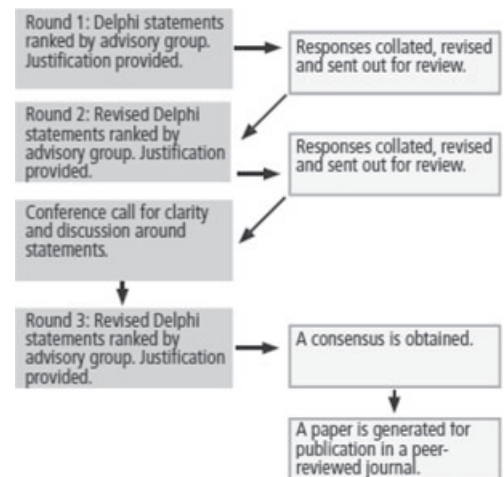 Round 1: Delphi statements
ranked by advisory group.
Justification provided.
Responses collated, revised
and sent out for review.
Round 2: Revised Delphi
statements ranked by
advisory group. Justification
provided.
Responses collated, revised
and sent out for review.
Conference call for clarity
and discussion around
statements.
Round 3: Revised Delphi
statements ranked by
advisory group. Justification
provided.
A consensus is obtained.
A paper is generated for
publication in a peer-
reviewed journal.